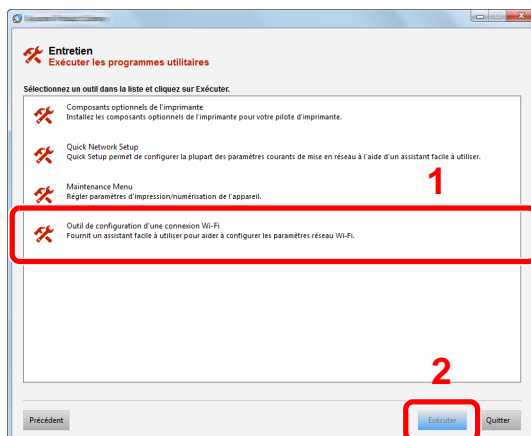 Entretien
Exécuter les programmes utilitaires
Sélectionnez un outil dans la liste et cliquez sur Exécuter.
Composants optionnels de l'imprimante
Installez les composants optionnels de l'imprimante pour votre pilote d'imprimante.
Quick Network Setup
Quick Setup permet de configurer la plupart des paramètres courants de mise en réseau à l'aide d'un assistant facile à utiliser.
1
Maintenance Menu
Régler paramètres d'impression/numérisation de l'appareil.
Outil de configuration d'une connexion Wi-Fi
Fournit un assistant facile à utiliser pour aider à configurer les paramètres réseau Wi-Fi.
2
Précédent Exécuter Quitter